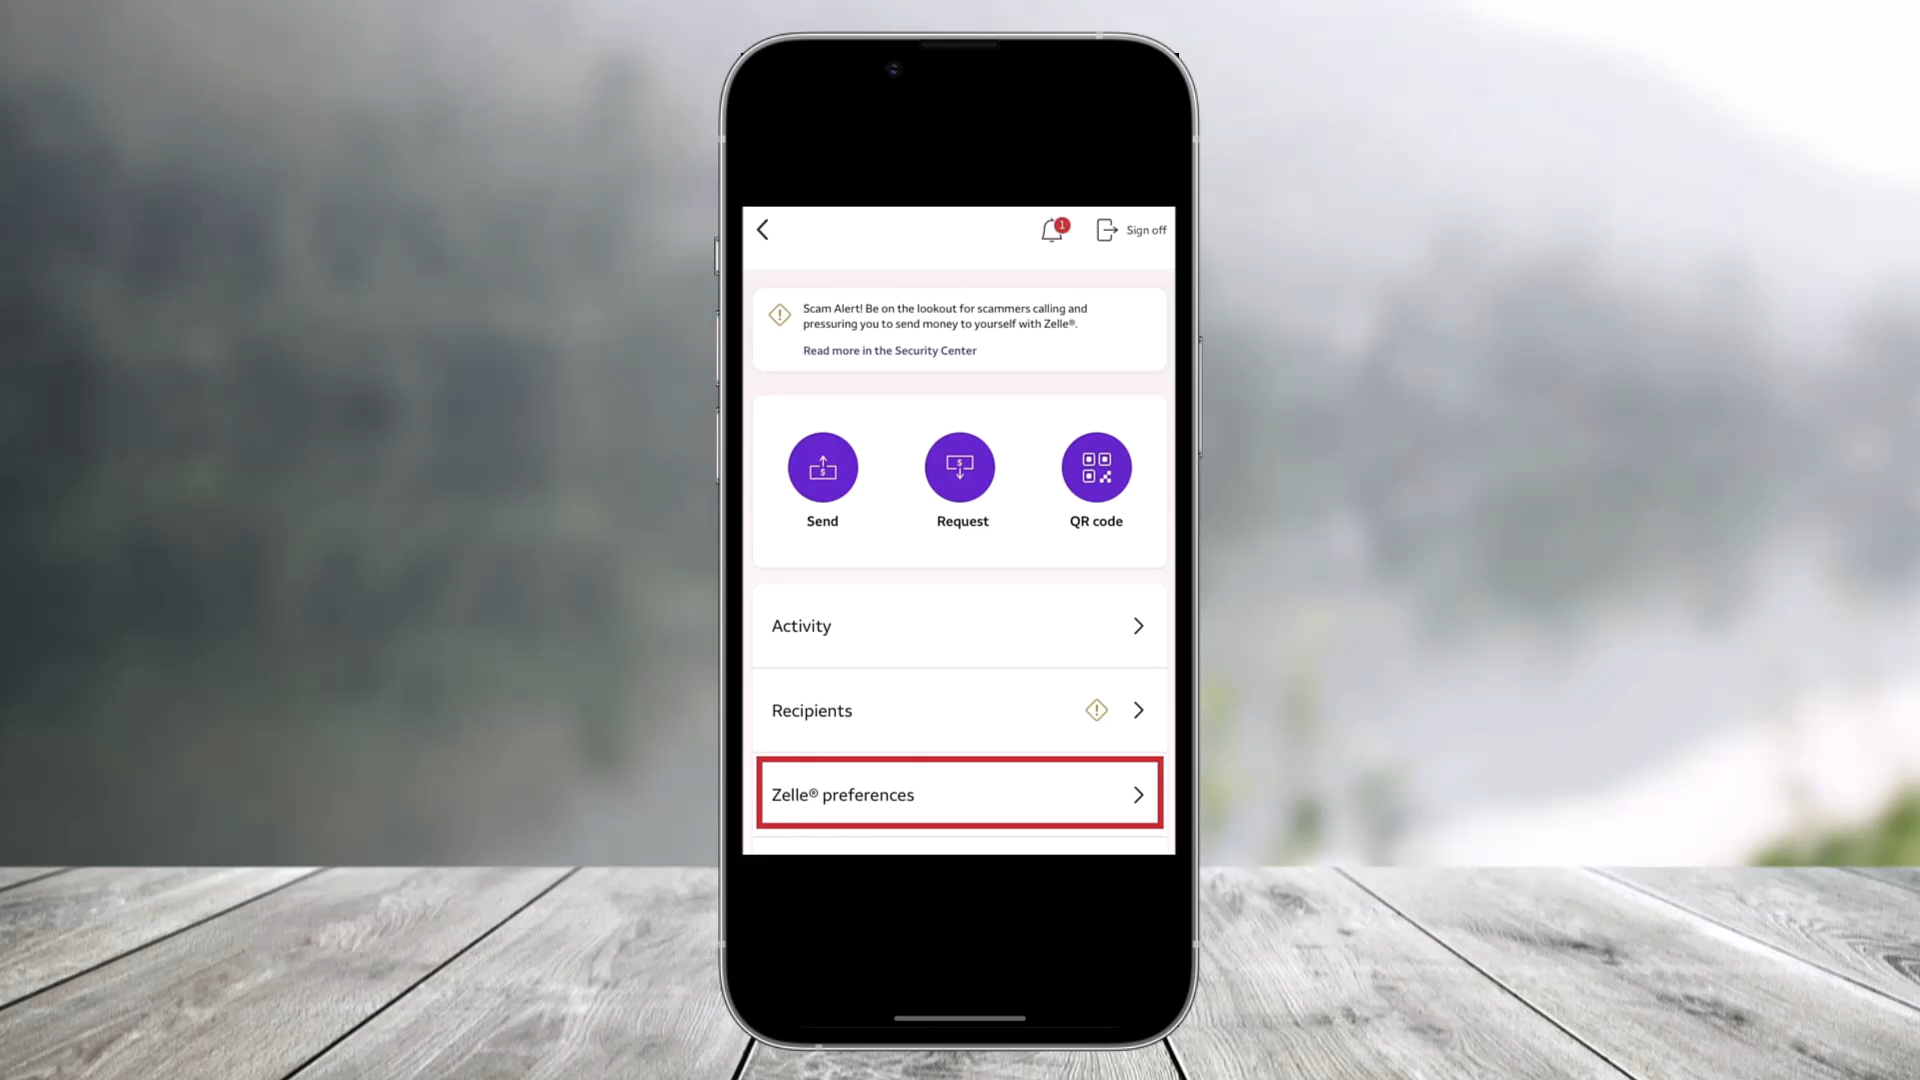 1
Sign off
Scam Alert! Be on the lookout for scammers calling and
pressuring you to send money to yourself with Zelle®.
Read more in the Security Center
Send
Request
QR code
Activity
Recipients
Zelle® preferences